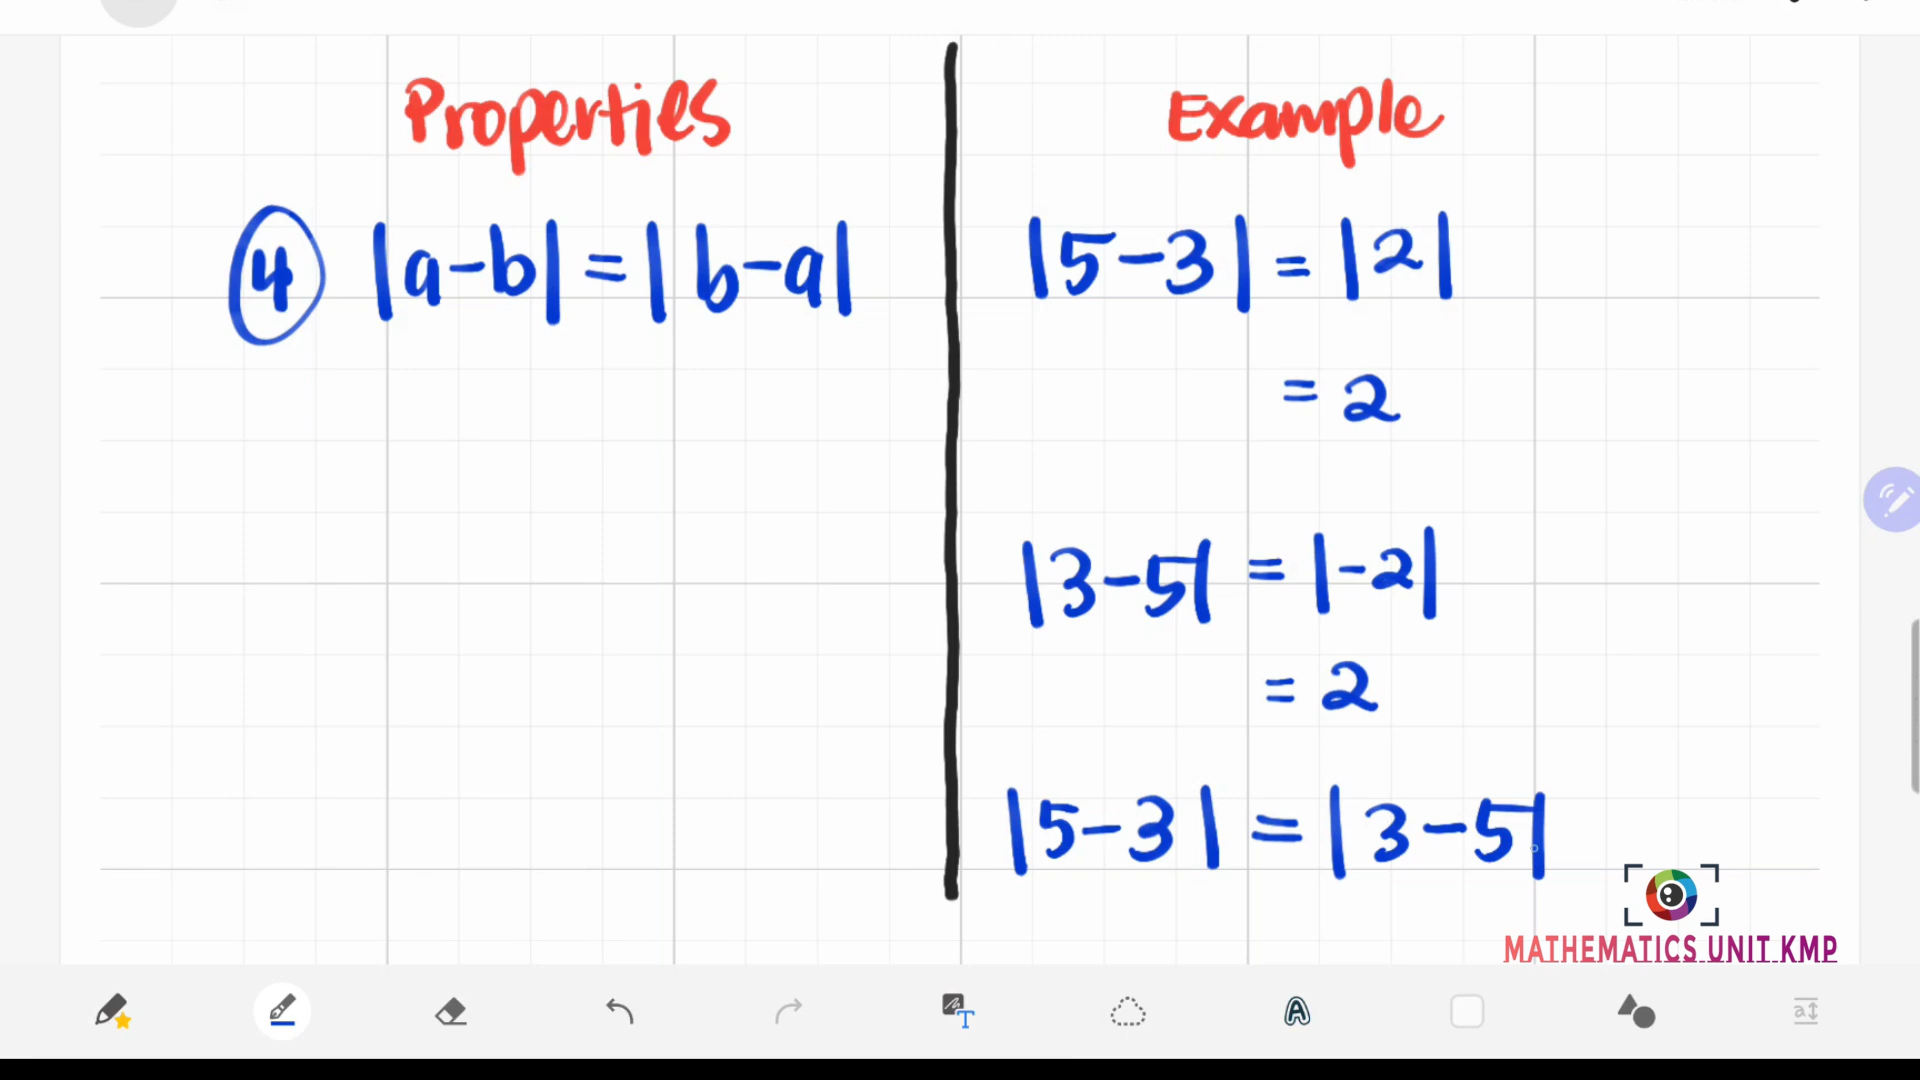 Properties
Example
4 |a-b| = |b-a|
|5-3| = |2|
= 2
|3-5| = |-2|
= 2
|5-3| = |3-5|
MATHEMATICS UNIT KMP